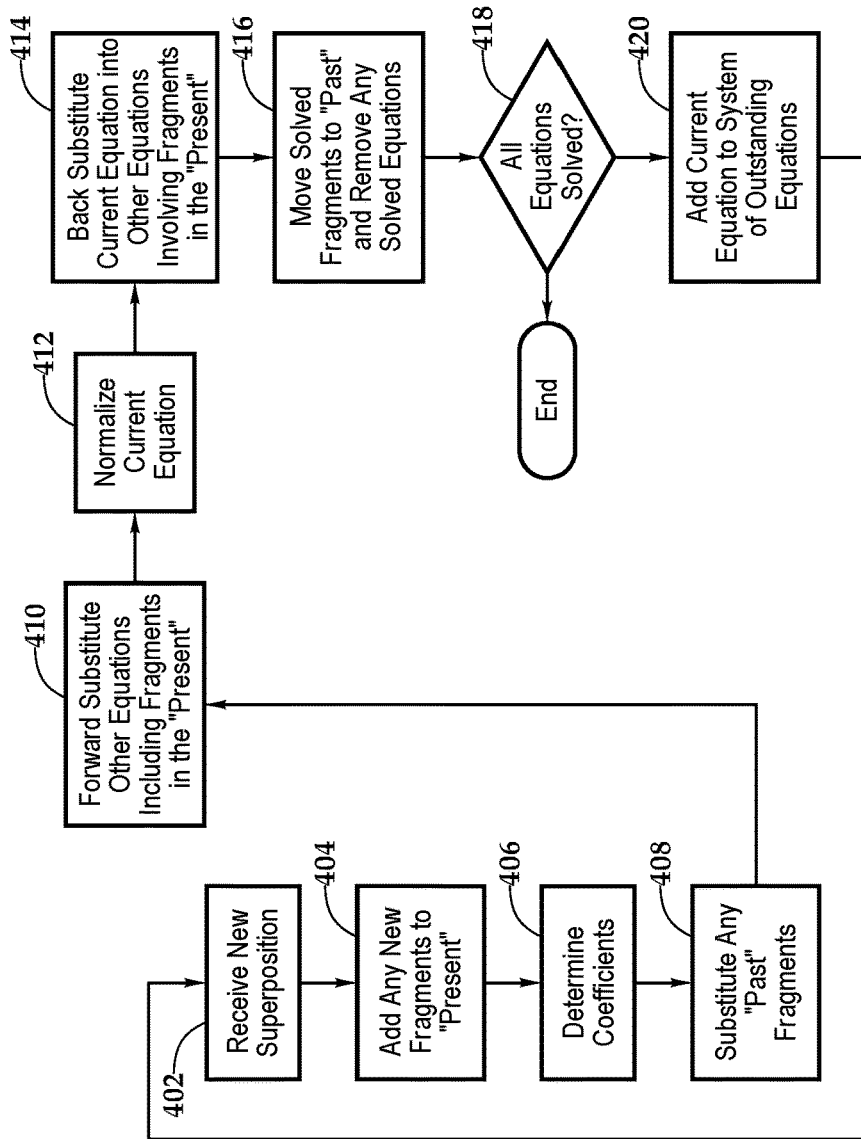 402
Receive New
Superposition
404
Add Any New
Fragments to
"Present"
406
Determine
Coefficients
408
Substitute Any
"Past"
Fragments
410
Forward Substitute
Other Equations
Including Fragments
in the "Present"
412
Normalize
Current
Equation
414
Back Substitute
Current Equation into
Other Equations
Involving Fragments
in the "Present"
416
Move Solved
Fragments to "Past"
and Remove Any
Solved Equations
418
All
Equations
Solved?
End
420
Add Current
Equation to System
of Outstanding
Equations